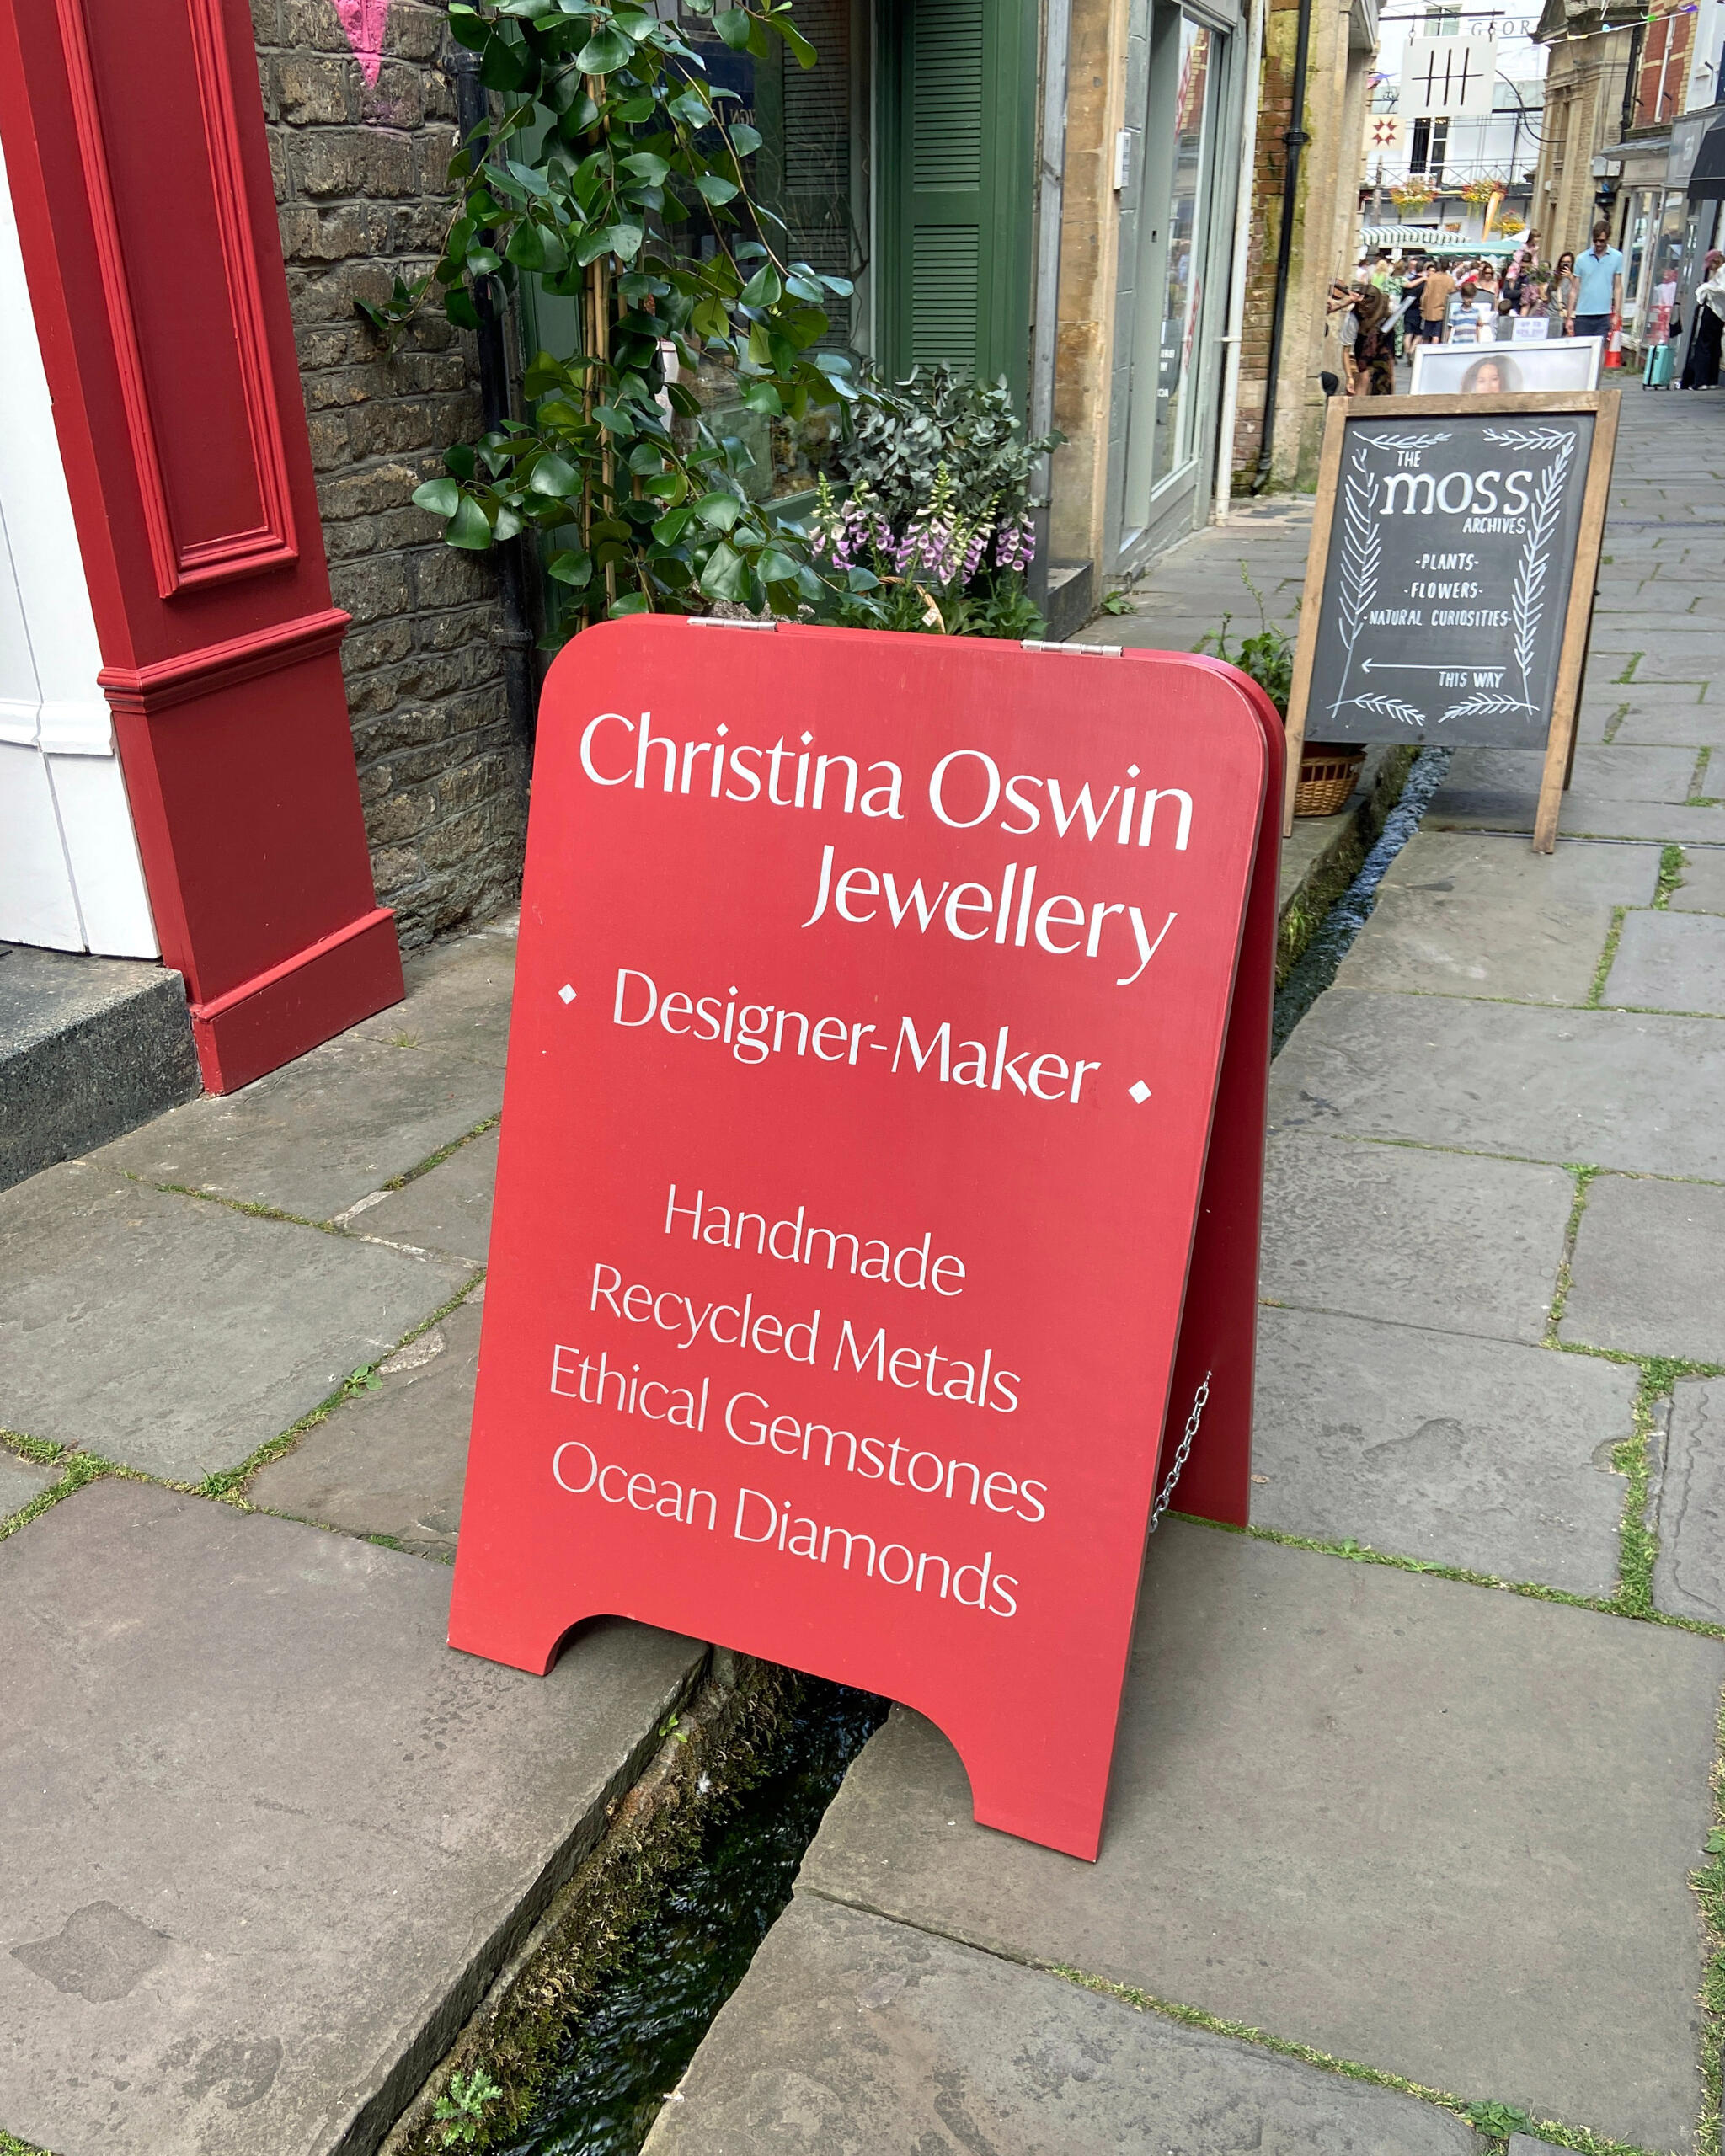 Christina Oswin
Jewellery
Designer-Maker
Handmade
Recycled Metals
Ethical Gemstones
Ocean Diamonds
THE
moss
ARCHIVES
-PLANTS-
-FLOWERS-
-NATURAL CURIOSITIES-
THIS WAY
GEOR